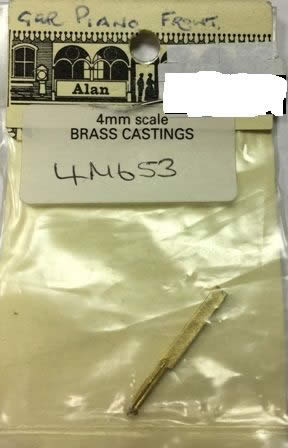 GER PIANO FRONT.
Alan
4mm scale
BRASS CASTINGS
4M653